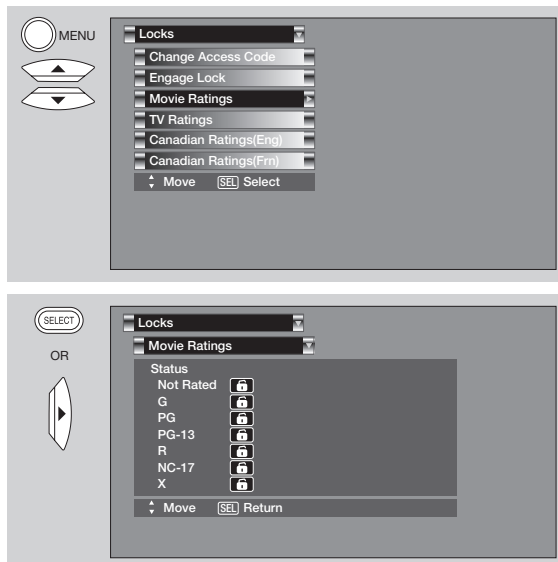 MENU
Locks
Change Access Code
Engage Lock
Movie Ratings
TV Ratings
Canadian Ratings(Eng)
Canadian Ratings(Frn)
Move SEL Select
SELECT
OR
Locks
Movie Ratings
Status
Not Rated
G
PG
PG-13
R
NC-17
X
Move SEL Return